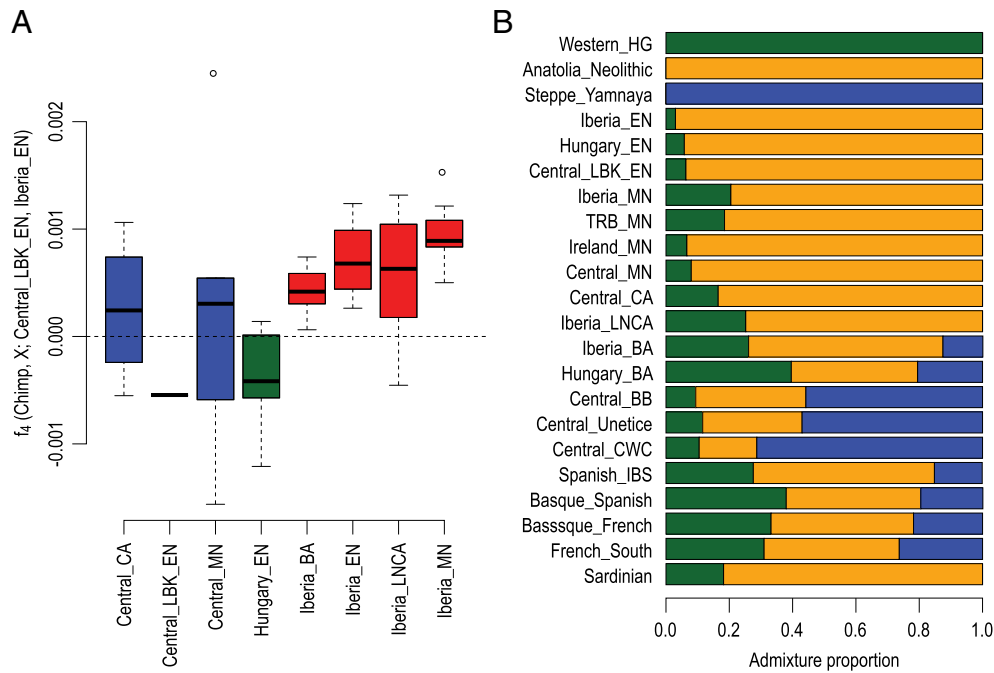 A
f4 (Chimp, X; Central_LBK_EN, Iberia_EN)
0.002
0.001
0.000
-0.001
Central_CA
Central_LBK_EN
Central_MN
Hungary_EN
Iberia_BA
Iberia_EN
Iberia_LNCA
Iberia_MN
B
Western_HG
Anatolia_Neolithic
Steppe_Yamnaya
Iberia_EN
Hungary_EN
Central_LBK_EN
Iberia_MN
TRB_MN
Ireland_MN
Central_MN
Central_CA
Iberia_LNCA
Iberia_BA
Hungary_BA
Central_BB
Central_Unetice
Central_CWC
Spanish_IBS
Basque_Spanish
Basssque_French
French_South
Sardinian
0.0 0.2 0.4 0.6 0.8 1.0
Admixture proportion